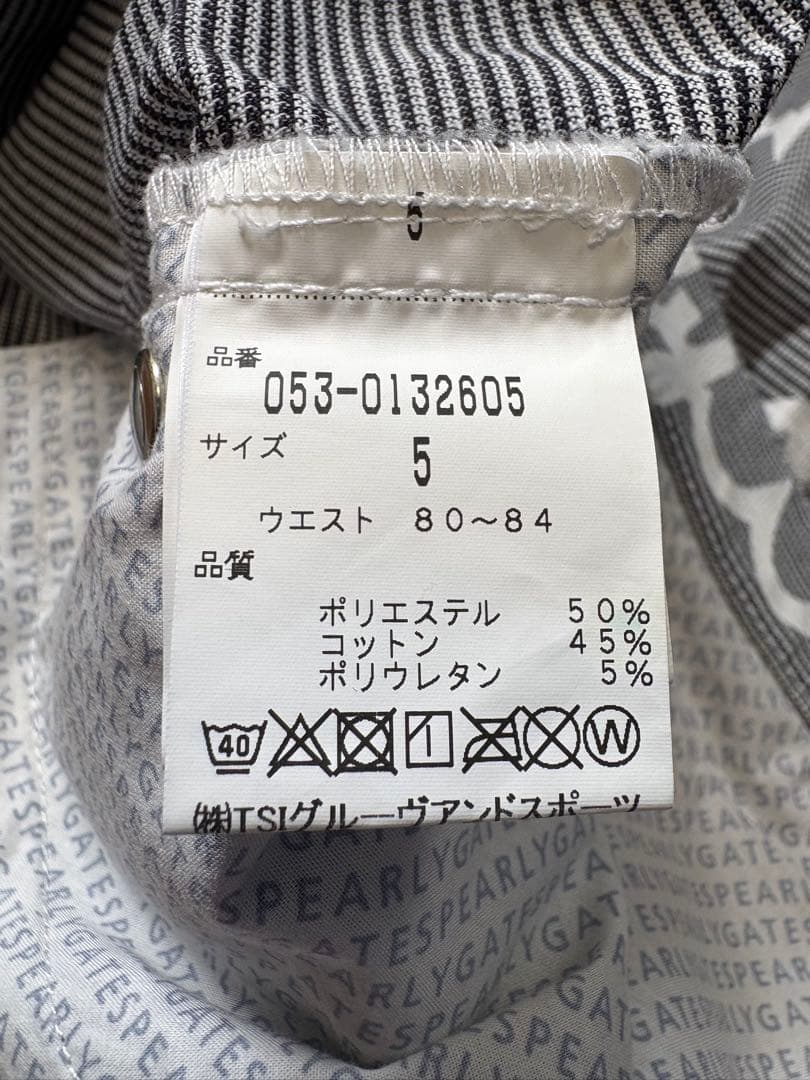 5
品番
053-0132605
サイズ
5
ウエスト 80～84
品質
ポリエステル 50%
コットン 45%
ポリウレタン 5%
40 W
㈱TSIグルーヴアンドスポーツ
SPEARLYGATESPEARLYGATES